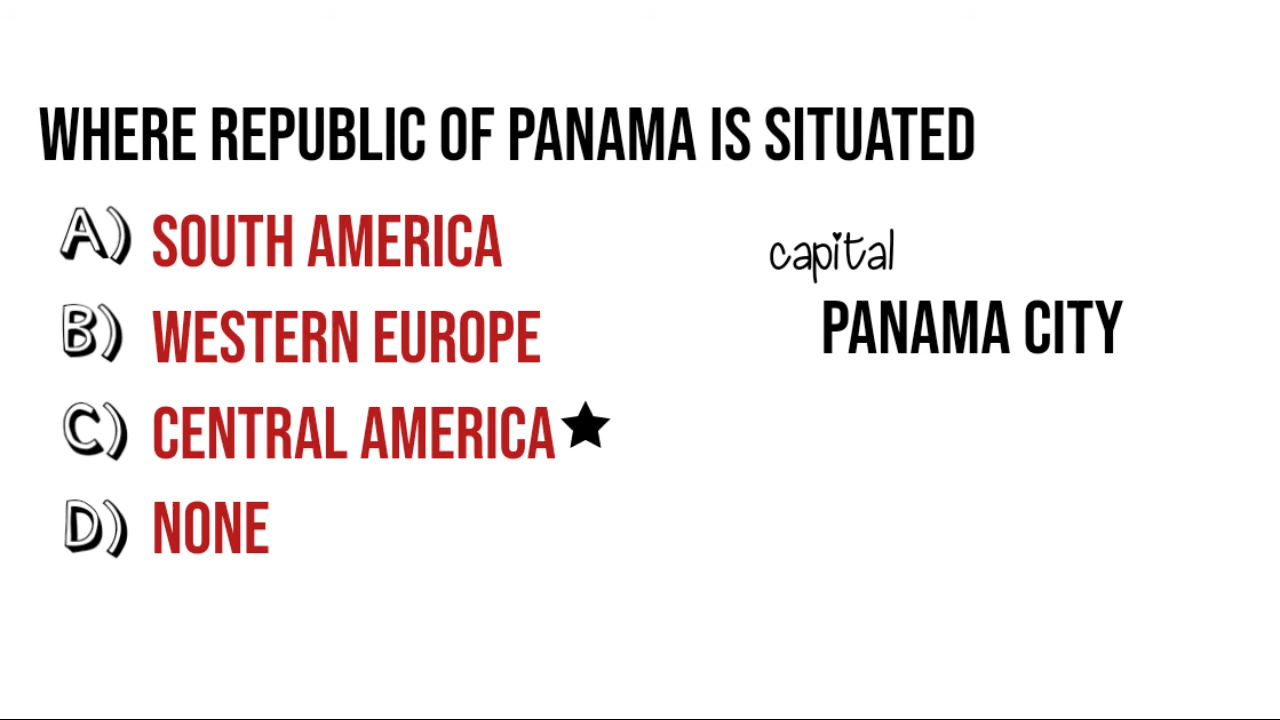 WHERE REPUBLIC OF PANAMA IS SITUATED
A) SOUTH AMERICA
B) WESTERN EUROPE
C) CENTRAL AMERICA
D) NONE
capital
PANAMA CITY